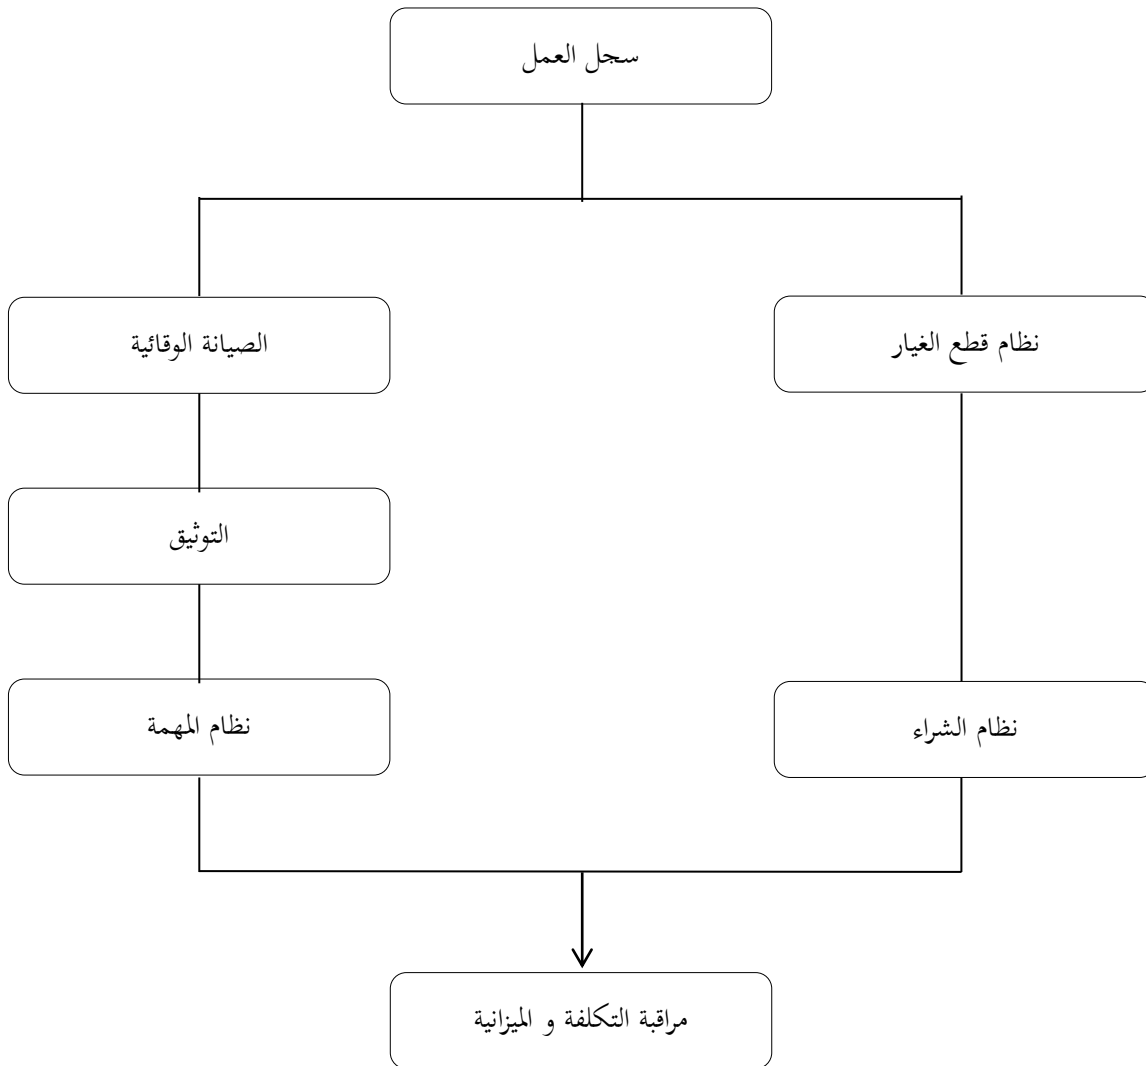 سجل العمل
نظام قطع الغيار
الصيانة الوقائية
التوثيق
نظام الشراء
نظام المهمة
مراقبة التكلفة و الميزانية